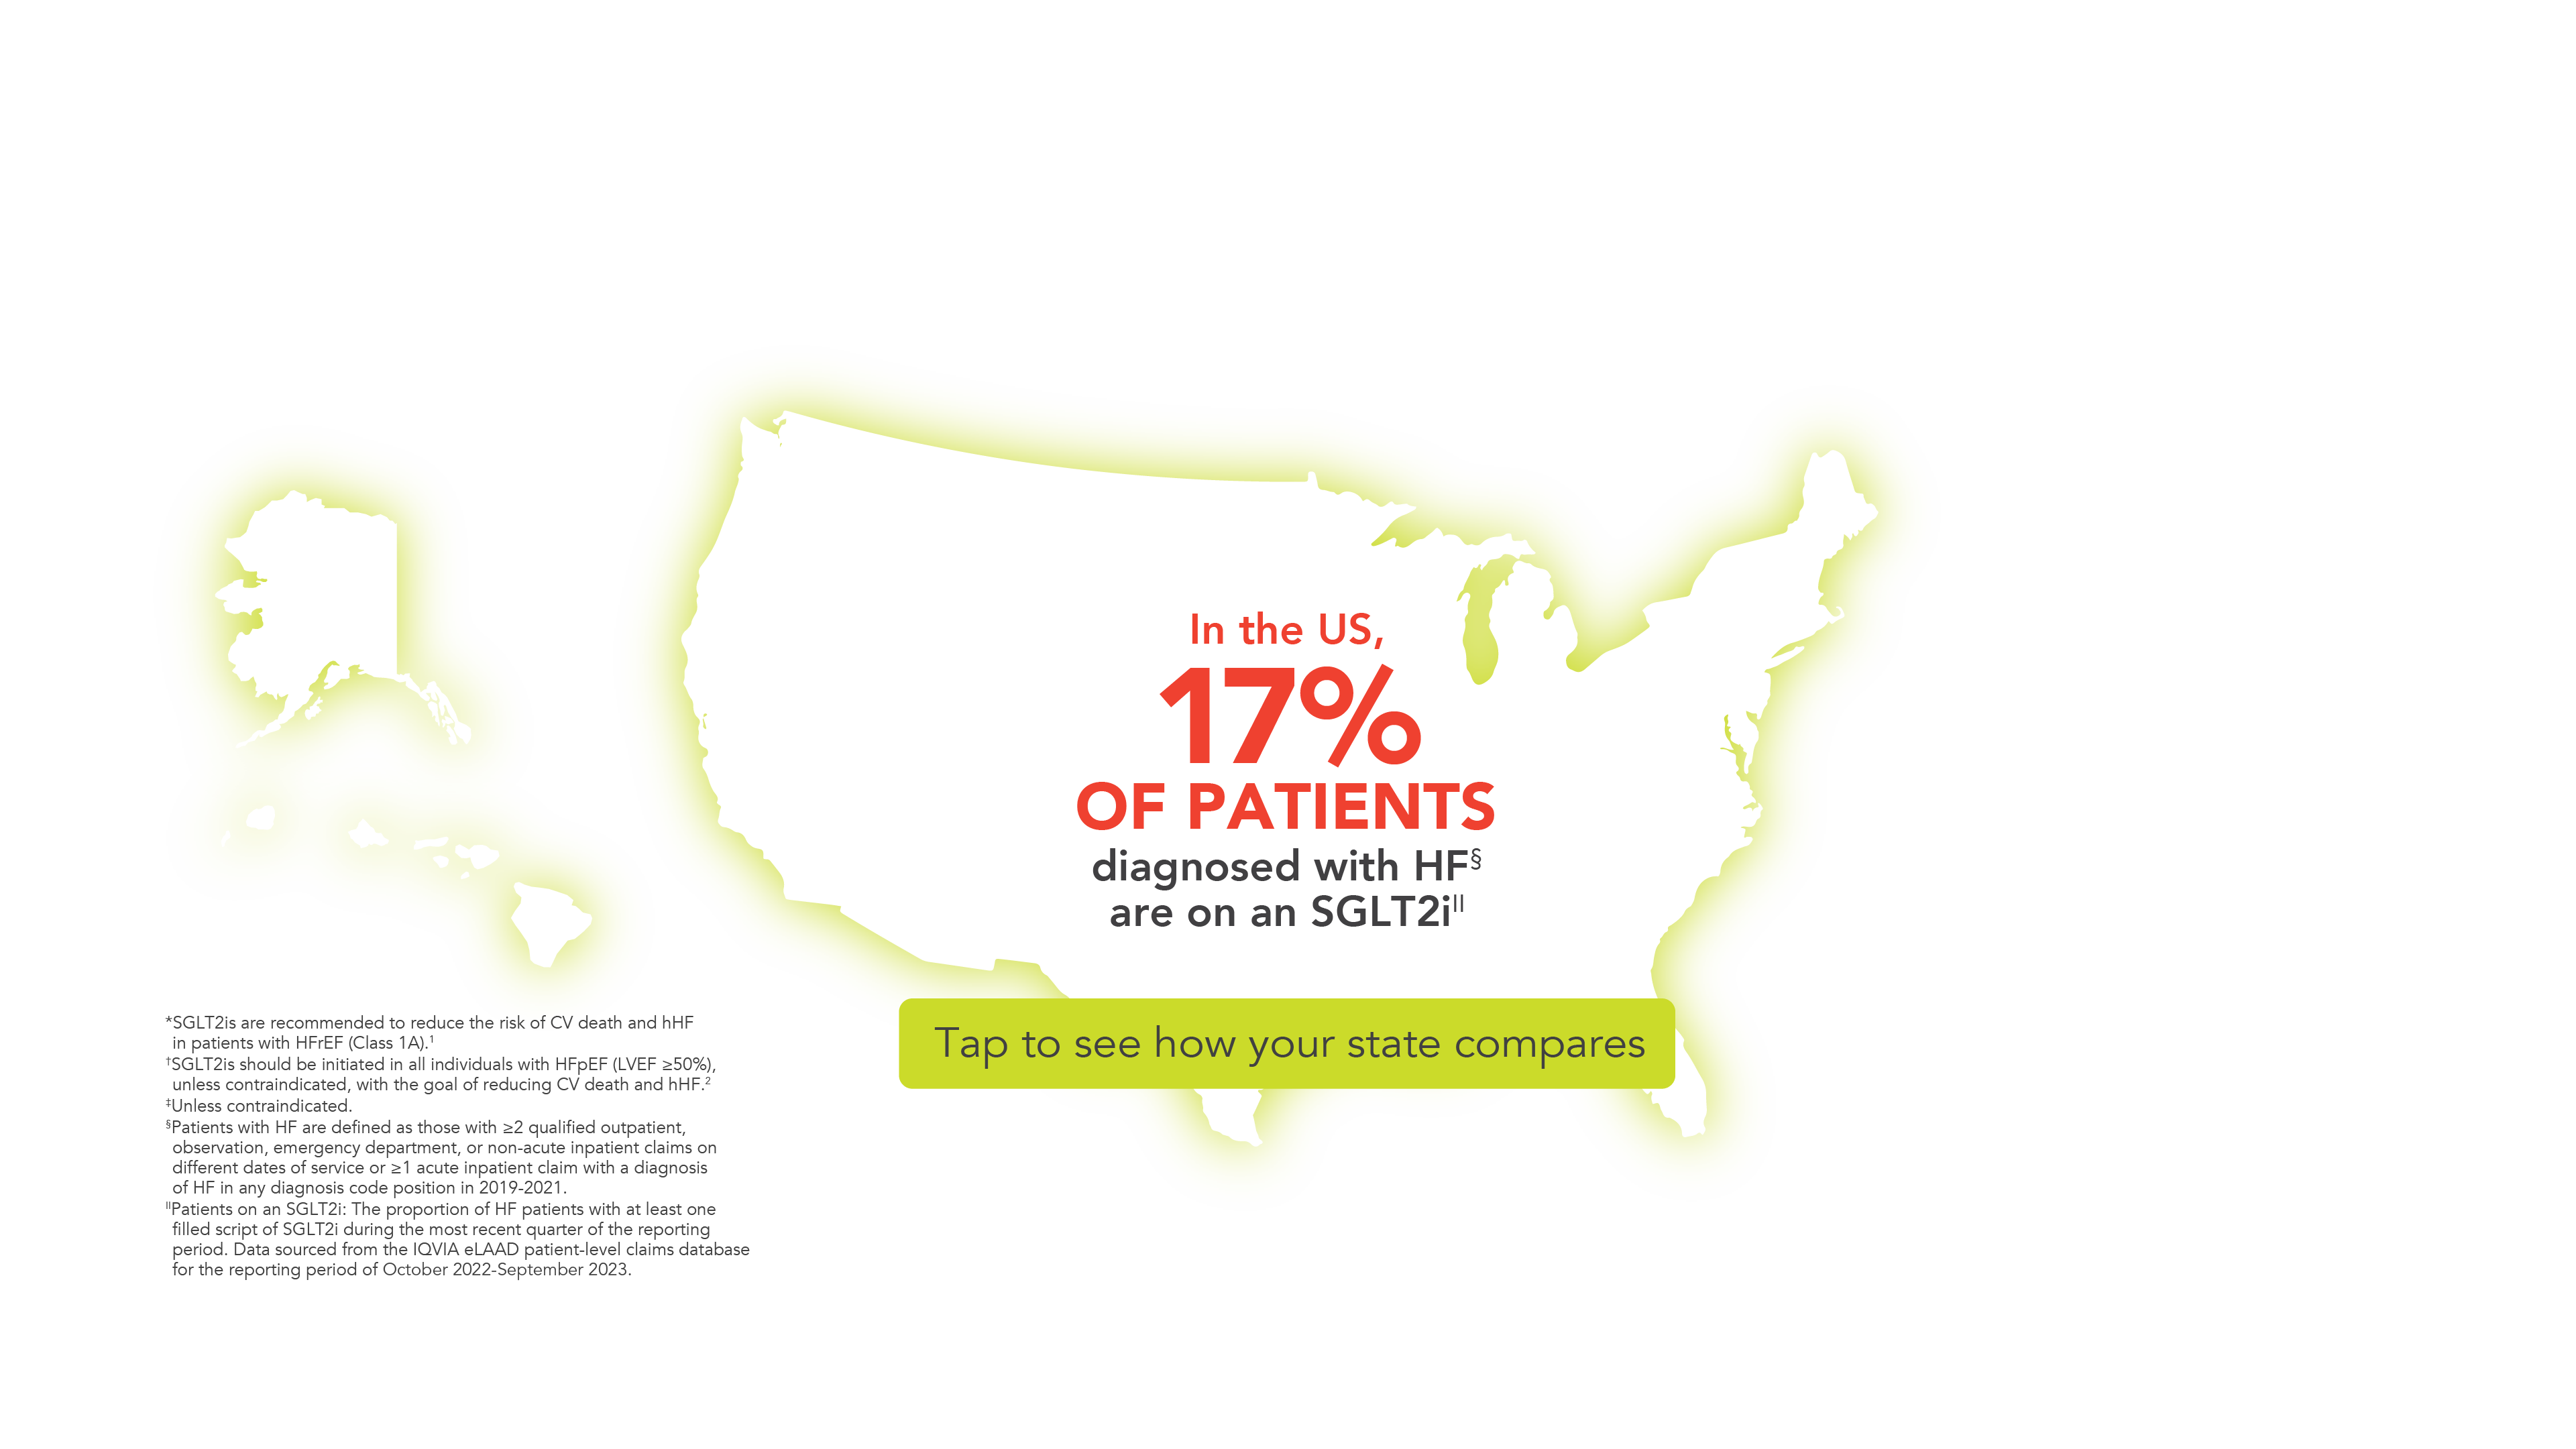 In the US,
17%
OF PATIENTS
diagnosed with HF§
are on an SGLT2i||
Tap to see how your state compares
*SGLT2is are recommended to reduce the risk of CV death and hHF
in patients with HFrEF (Class 1A).1
†SGLT2is should be initiated in all individuals with HFpEF (LVEF ≥50%),
unless contraindicated, with the goal of reducing CV death and hHF.2
‡Unless contraindicated.
§Patients with HF are defined as those with ≥2 qualified outpatient,
observation, emergency department, or non-acute inpatient claims on
different dates of service or ≥1 acute inpatient claim with a diagnosis
of HF in any diagnosis code position in 2019-2021.
||Patients on an SGLT2i: The proportion of HF patients with at least one
filled script of SGLT2i during the most recent quarter of the reporting
period. Data sourced from the IQVIA eLAAD patient-level claims database
for the reporting period of October 2022-September 2023.